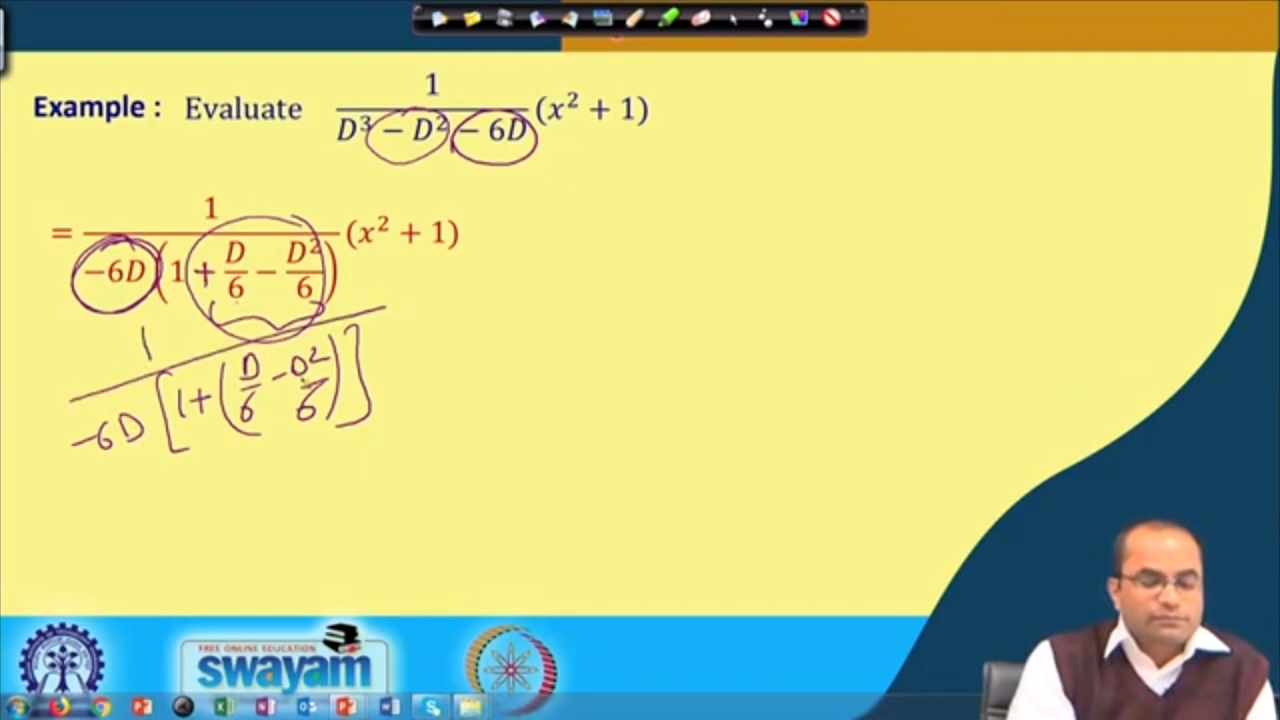 Example : Evaluate 1/(D³ − D² − 6D) (x² + 1)
= 1/(−6D(1 + D/6 − D²/6)) (x² + 1)
1/(−6D[1+(D/6 − D²/6)])
FREE ONLINE EDUCATION
swayam